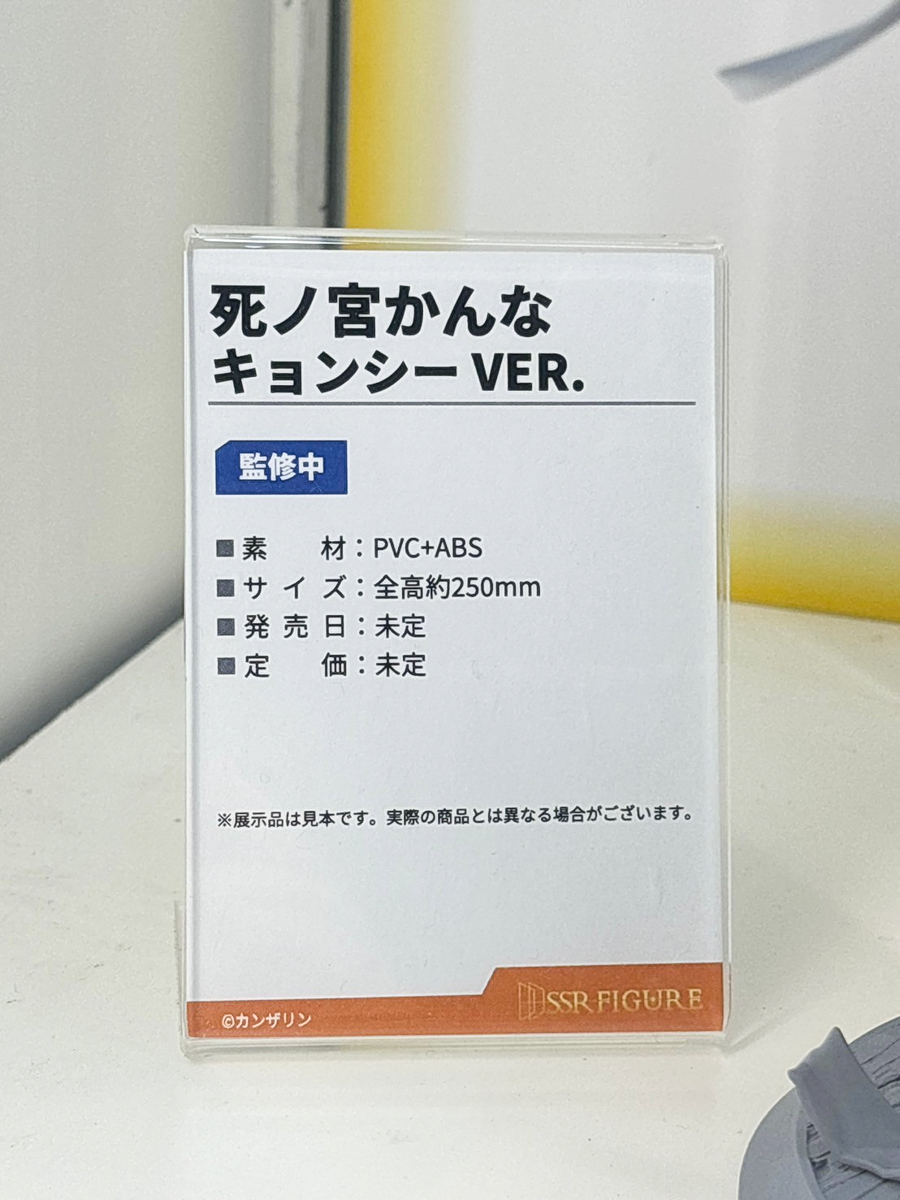 死ノ宮かんな
キョンシー VER.
監修中
■素　　材：PVC+ABS
■サ イ ズ：全高約250mm
■発 売 日：未定
■定　　価：未定
※展示品は見本です。実際の商品とは異なる場合がございます。
SSR FIGURE
©カンザリン